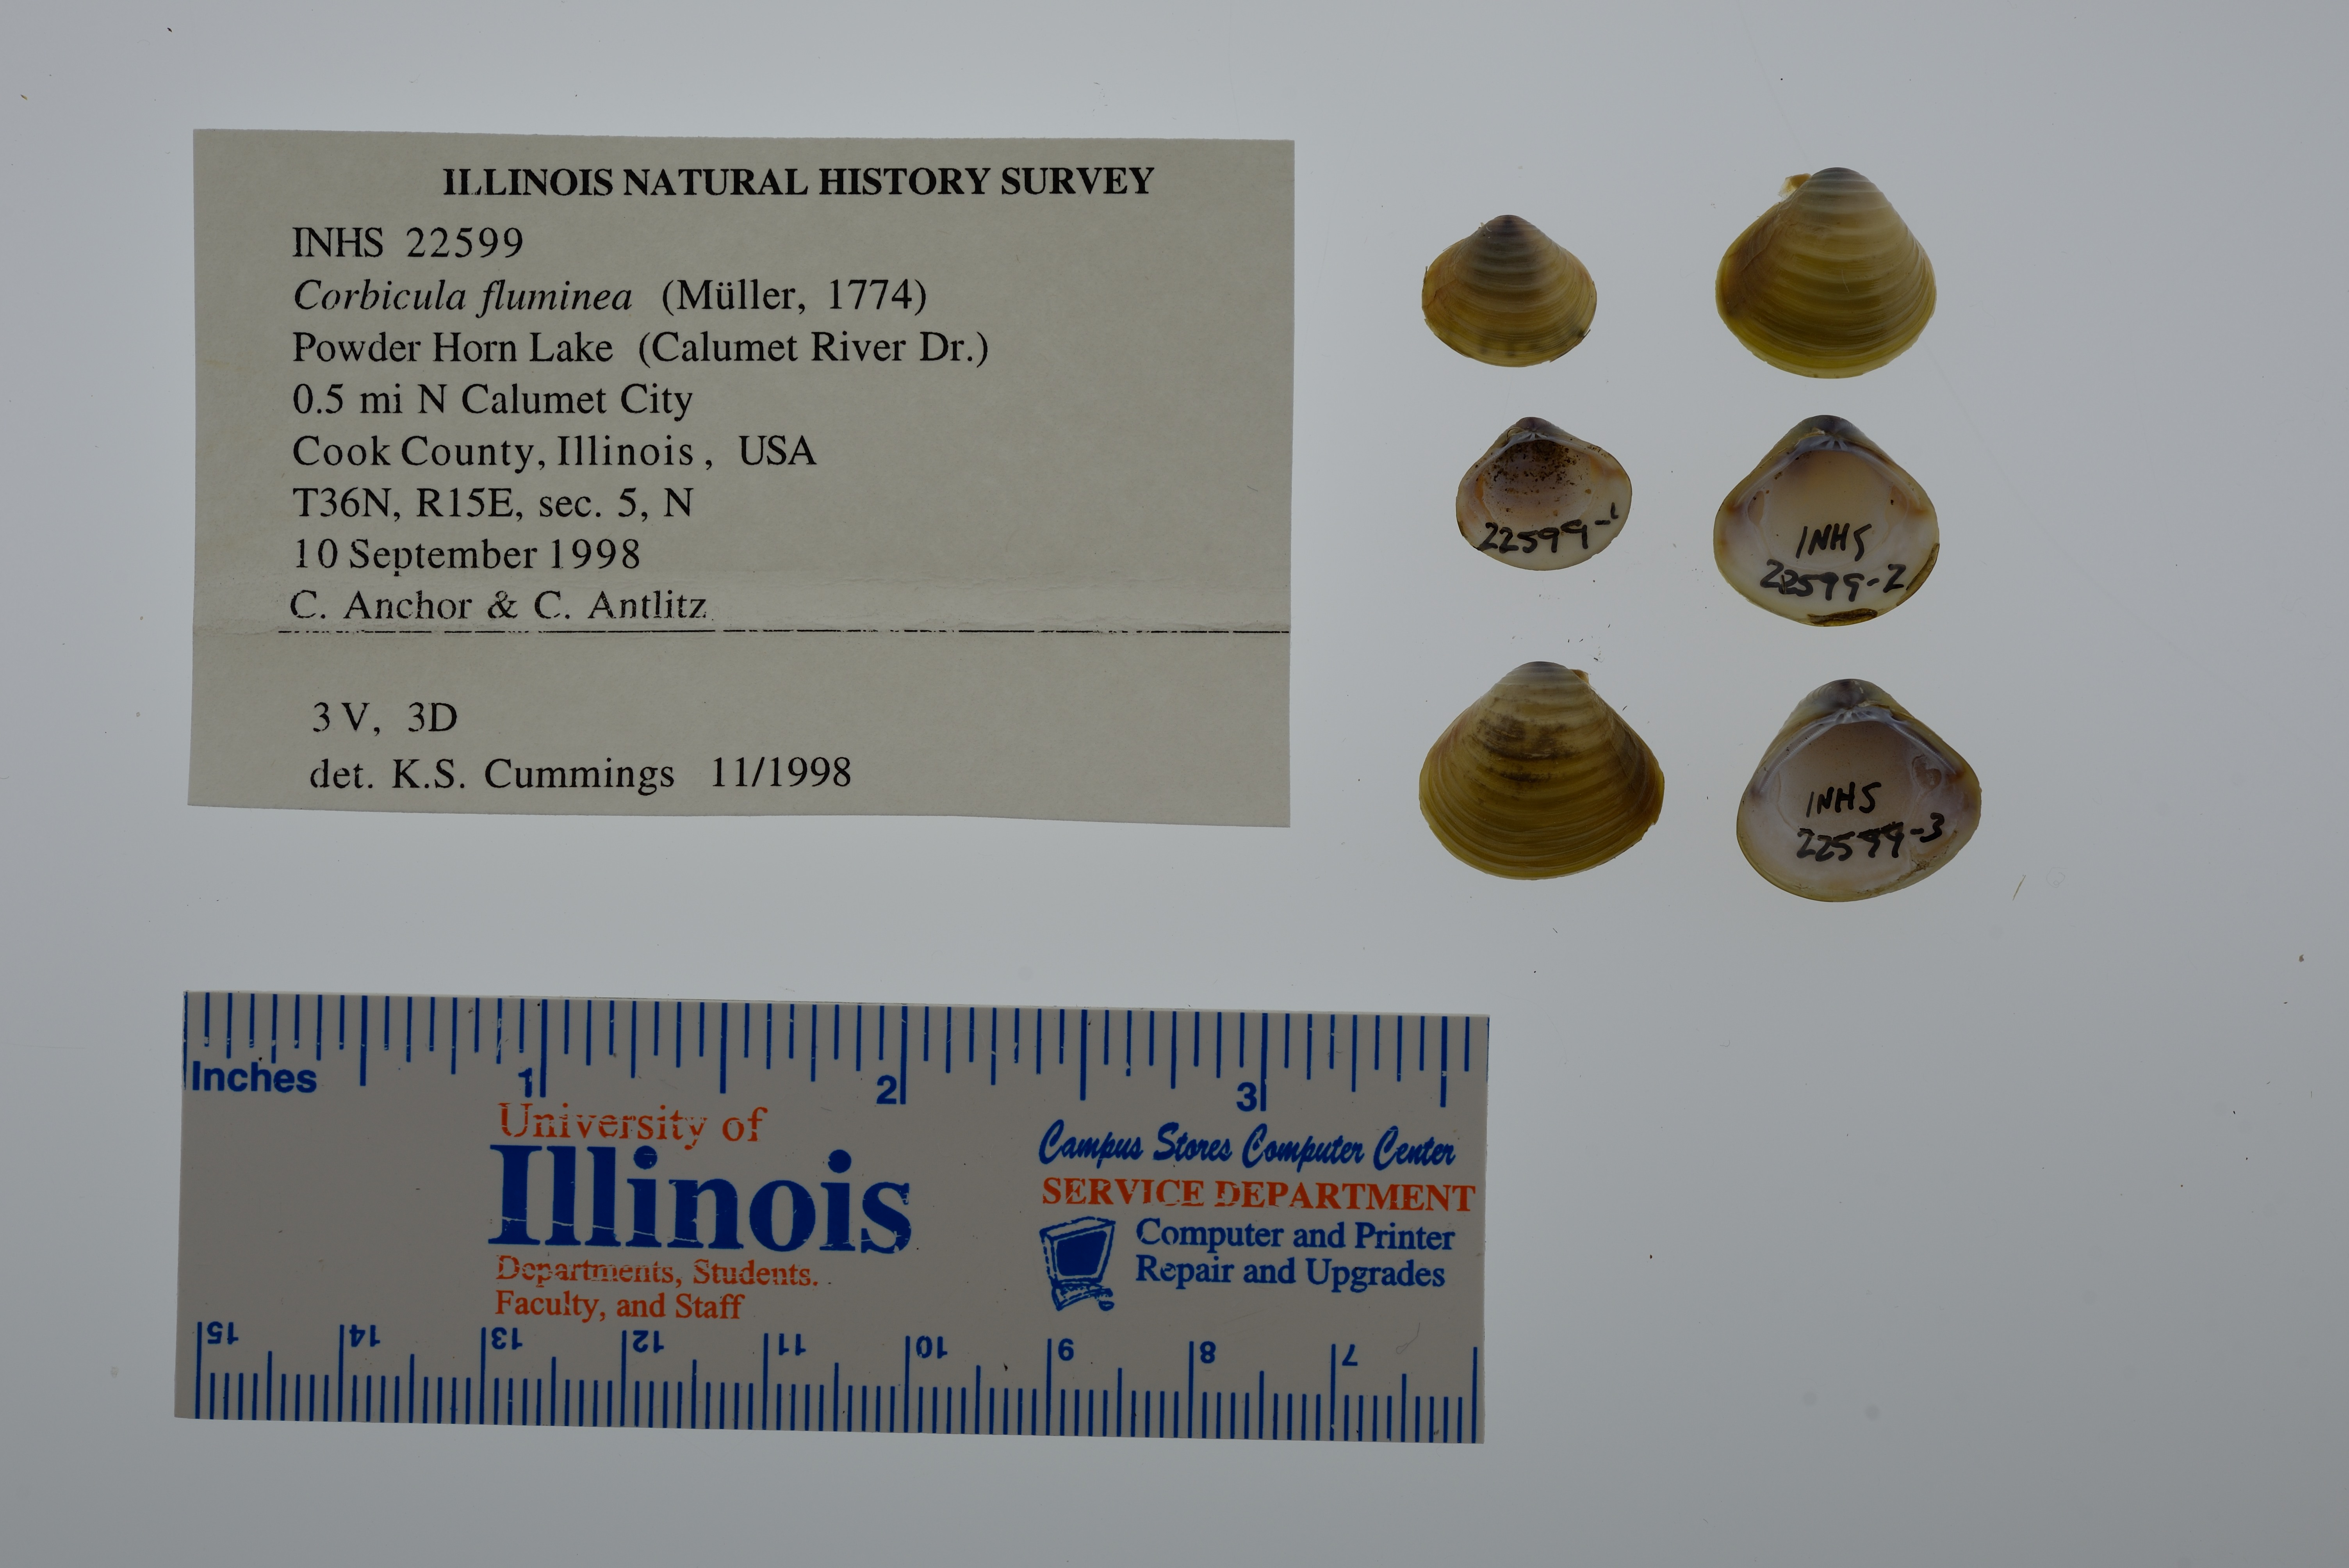 ILLINOIS NATURAL HISTORY SURVEY
INHS 22599
Corbicula fluminea (Müller, 1774)
Powder Horn Lake (Calumet River Dr.)
0.5 mi N Calumet City
Cook County, Illinois, USA
T36N, R15E, sec. 5, N
10 September 1998
C. Anchor & C. Antlitz
3 V, 3D
det. K.S. Cummings 11/1998
22599-1
INHS
22599-2
INHS
22599-3
Inches 1 2 3
University of
Illinois
Departments, Students.
Faculty, and Staff
Campus Stores Computer Center
SERVICE DEPARTMENT
Computer and Printer
Repair and Upgrades
15 14 13 12 11 10 9 8 7